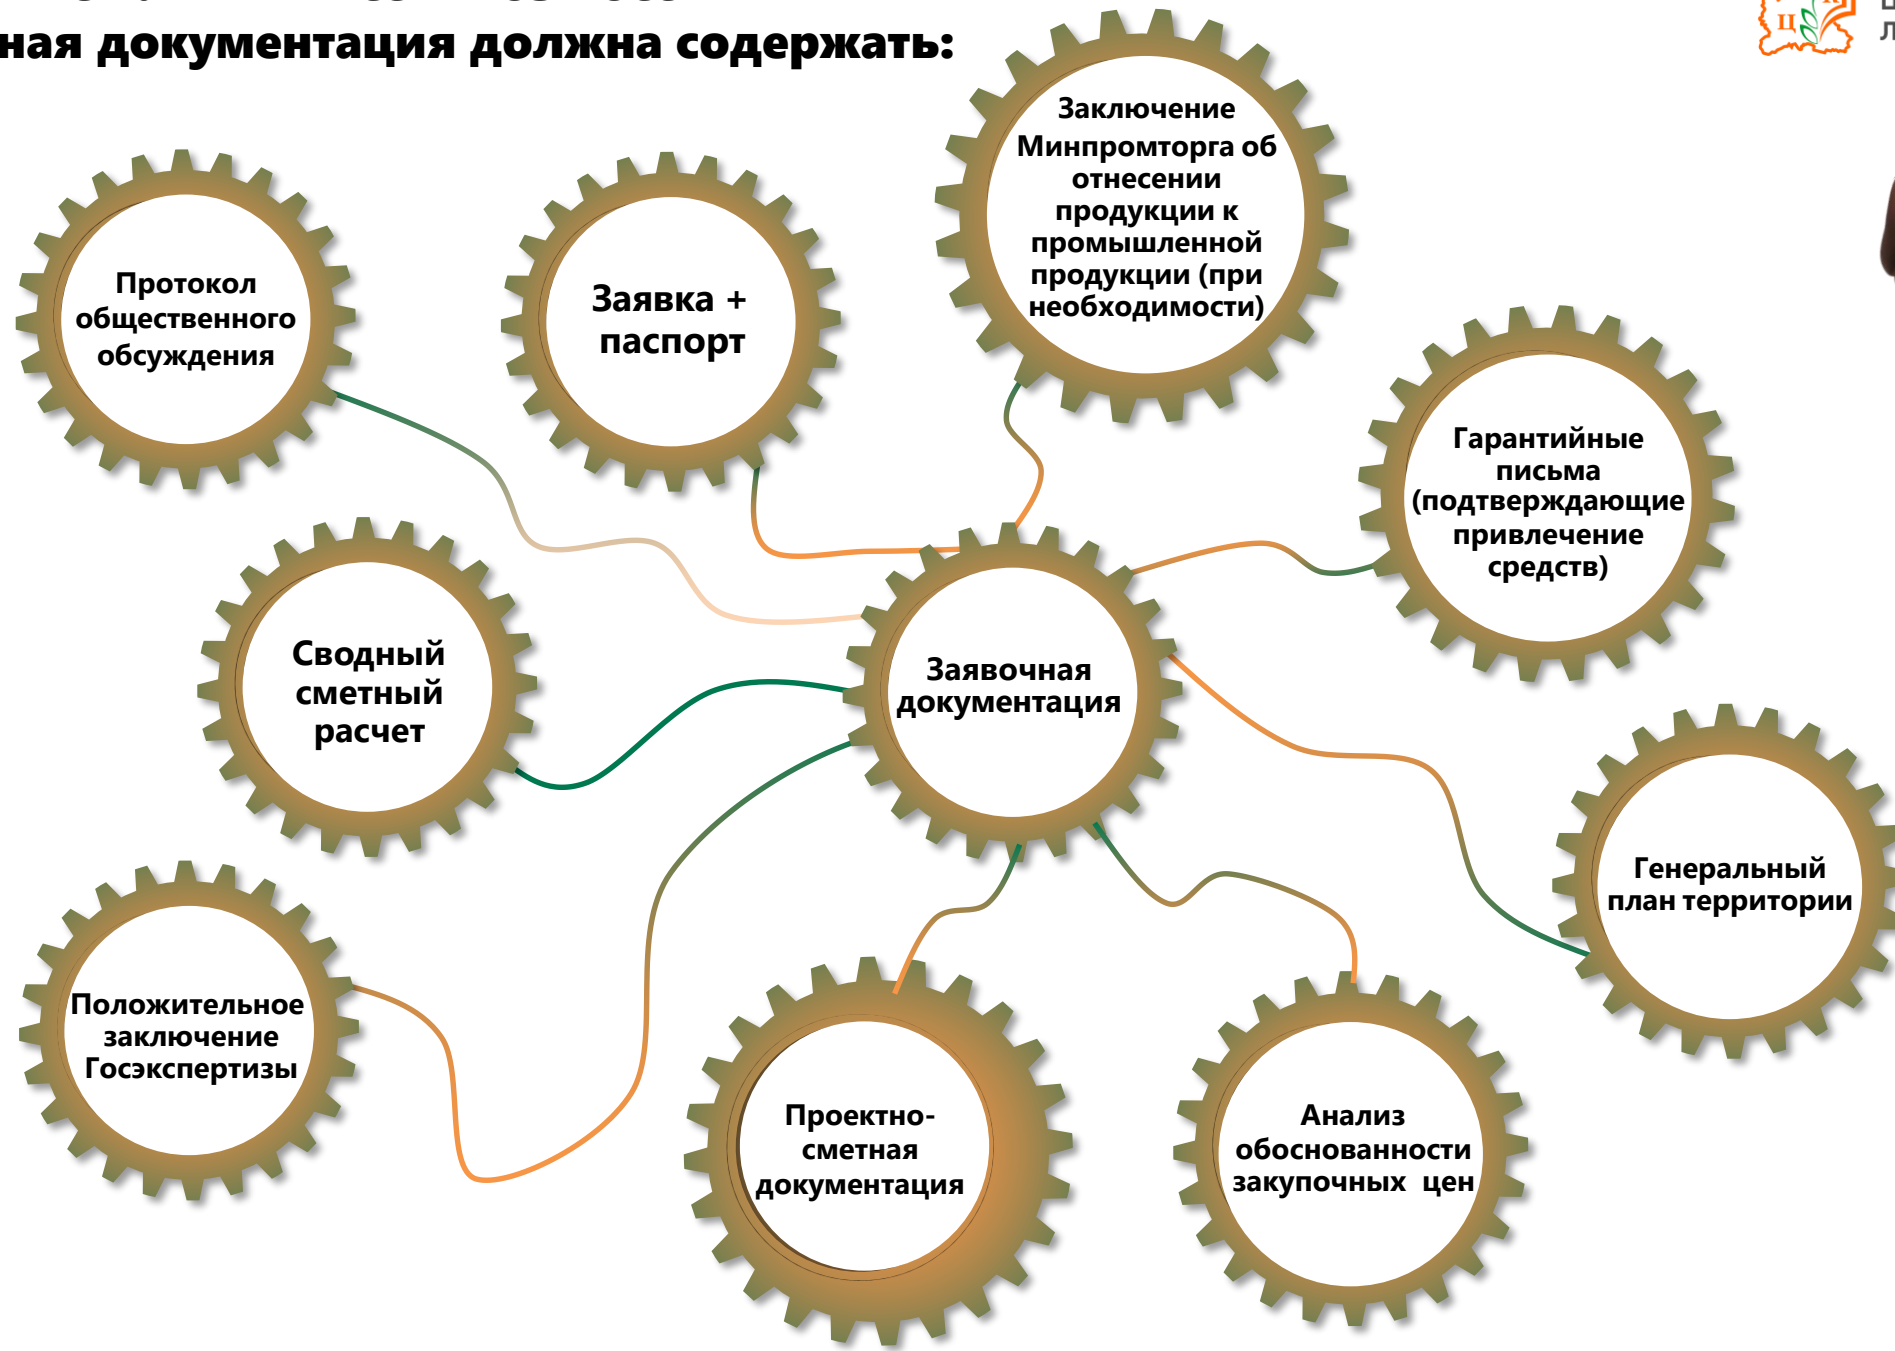 ная документация должна содержать:
Ц
Заключение
Минпромторга об
отнесении
продукции к
промышленной
продукции (при
необходимости)
Протокол
общественного
обсуждения
Заявка +
паспорт
Гарантийные
письма
(подтверждающие
привлечение
средств)
Сводный
сметный
расчет
Заявочная
документация
Генеральный
план территории
Положительное
заключение
Госэкспертизы
Проектно-
сметная
документация
Анализ
обоснованности
закупочных цен